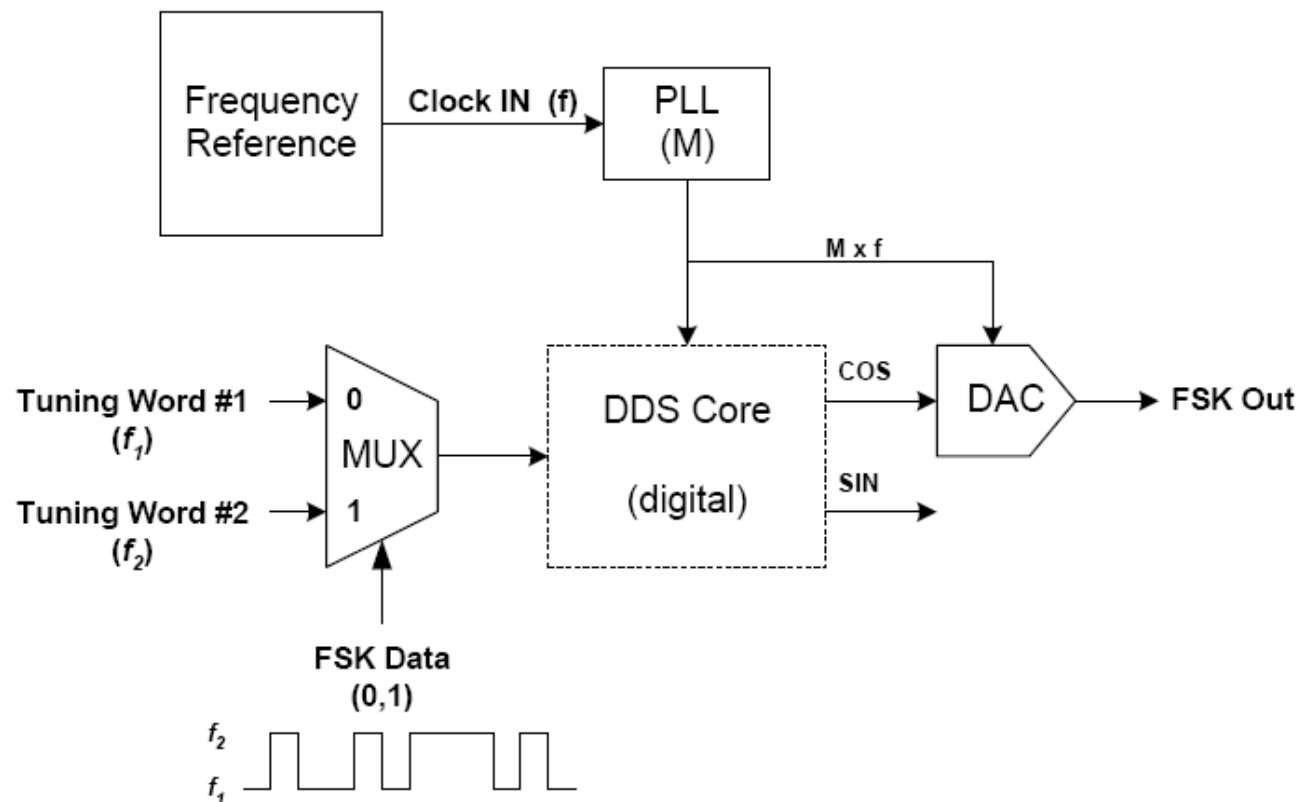 Frequency
Reference
Clock IN (f)
PLL
(M)
M x f
Tuning Word #1
(f1)
0
MUX
1
Tuning Word #2
(f2)
DDS Core
(digital)
COS
SIN
DAC
FSK Out
FSK Data
(0,1)
f2
f1